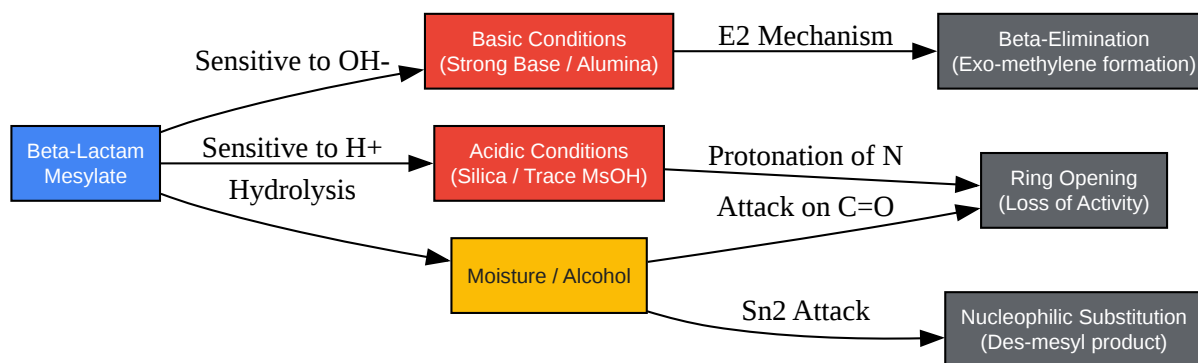 Basic Conditions
(Strong Base / Alumina)
E2 Mechanism
Beta-Elimination
(Exo-methylene formation)
Sensitive to OH-
Beta-Lactam
Mesylate
Sensitive to H+
Acidic Conditions
(Silica / Trace MsOH)
Protonation of N
Ring Opening
(Loss of Activity)
Hydrolysis
Attack on C=O
Moisture / Alcohol
Sn2 Attack
Nucleophilic Substitution
(Des-mesyl product)